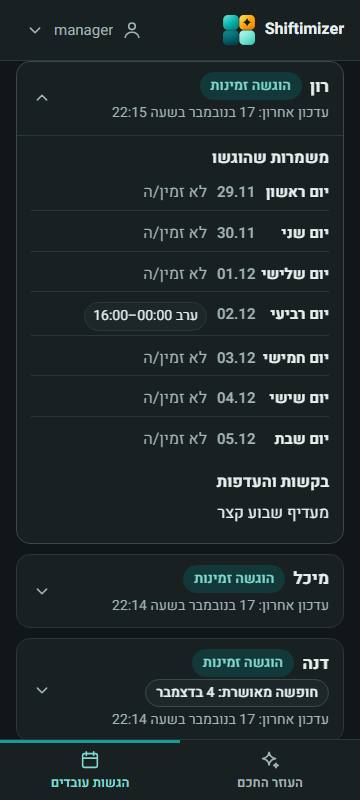 Shiftimizer
manager
רון הוגשה זמינות
עדכון אחרון: 17 בנובמבר בשעה 22:15
משמרות שהוגשו
יום ראשון 29.11 לא זמין/ה
יום שני 30.11 לא זמין/ה
יום שלישי 01.12 לא זמין/ה
יום רביעי 02.12 ערב 16:00–00:00
יום חמישי 03.12 לא זמין/ה
יום שישי 04.12 לא זמין/ה
יום שבת 05.12 לא זמין/ה
בקשות והעדפות
מעדיף שבוע קצר
מיכל הוגשה זמינות
עדכון אחרון: 17 בנובמבר בשעה 22:14
דנה הוגשה זמינות
חופשה מאושרת: 4 בדצמבר
עדכון אחרון: 17 בנובמבר בשעה 22:14
העוזר החכם
הגשות עובדים